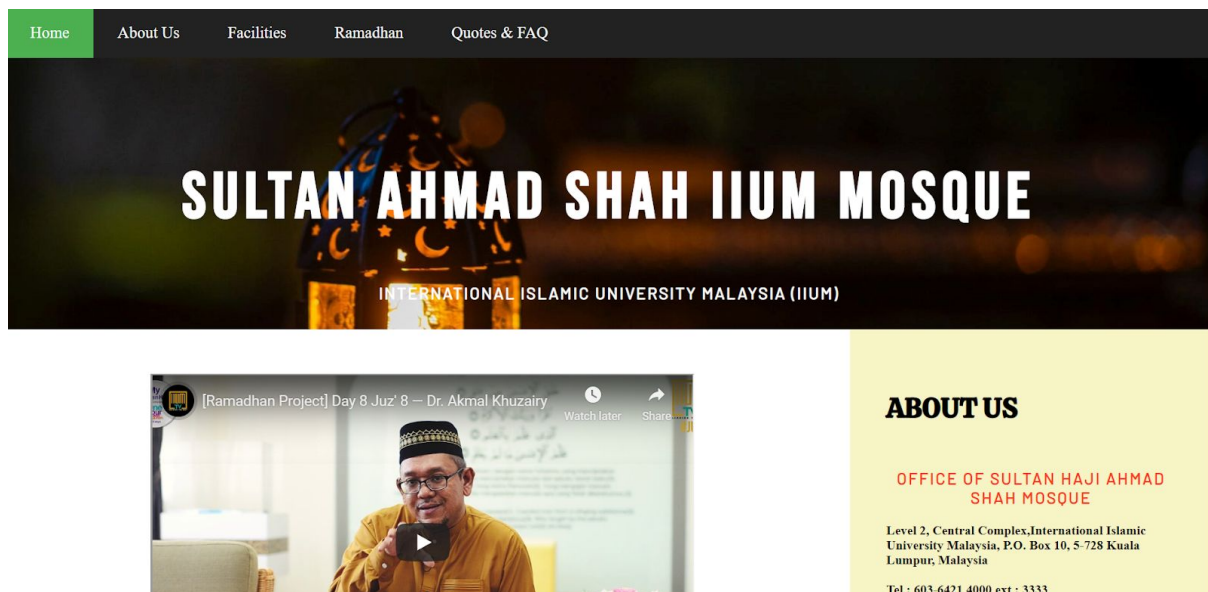 Home About Us Facilities Ramadhan Quotes & FAQ
SULTAN AHMAD SHAH IIUM MOSQUE
INTERNATIONAL ISLAMIC UNIVERSITY MALAYSIA (IIUM)
[Ramadhan Project] Day 8 Juz' 8 — Dr. Akmal Khuzairy
Watch later Share
ABOUT US
OFFICE OF SULTAN HAJI AHMAD
SHAH MOSQUE
Level 2, Central Complex,International Islamic
University Malaysia, P.O. Box 10, 5-728 Kuala
Lumpur, Malaysia
Tel : 603-6421 4000 ext : 3333